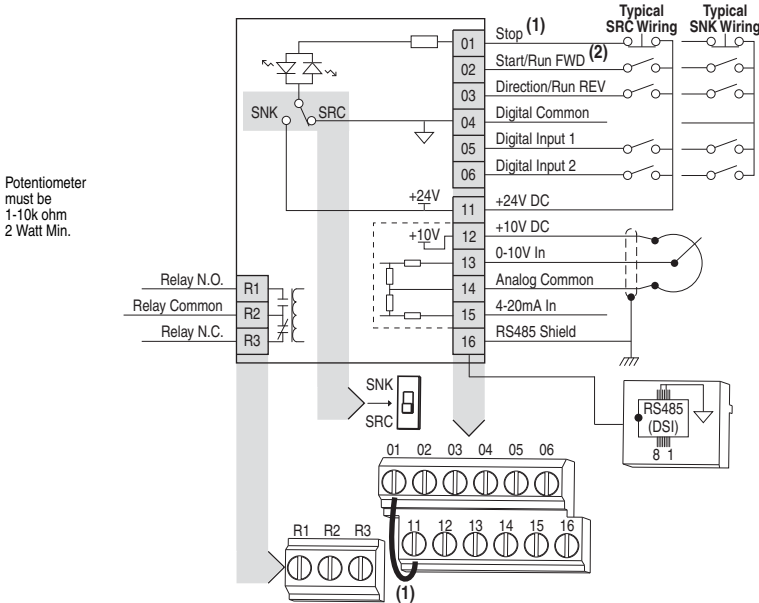 Typical
SRC Wiring
Typical
SNK Wiring
01 Stop (1)
02 Start/Run FWD (2)
03 Direction/Run REV
04 Digital Common
05 Digital Input 1
06 Digital Input 2
SNK SRC
Potentiometer
must be
1-10k ohm
2 Watt Min.
+24V 11 +24V DC
+10V 12 +10V DC
13 0-10V In
14 Analog Common
15 4-20mA In
16 RS485 Shield
Relay N.O. R1
Relay Common R2
Relay N.C. R3
SNK
SRC
RS485
(DSI)
8 1
01 02 03 04 05 06
11 12 13 14 15 16
R1 R2 R3
(1)